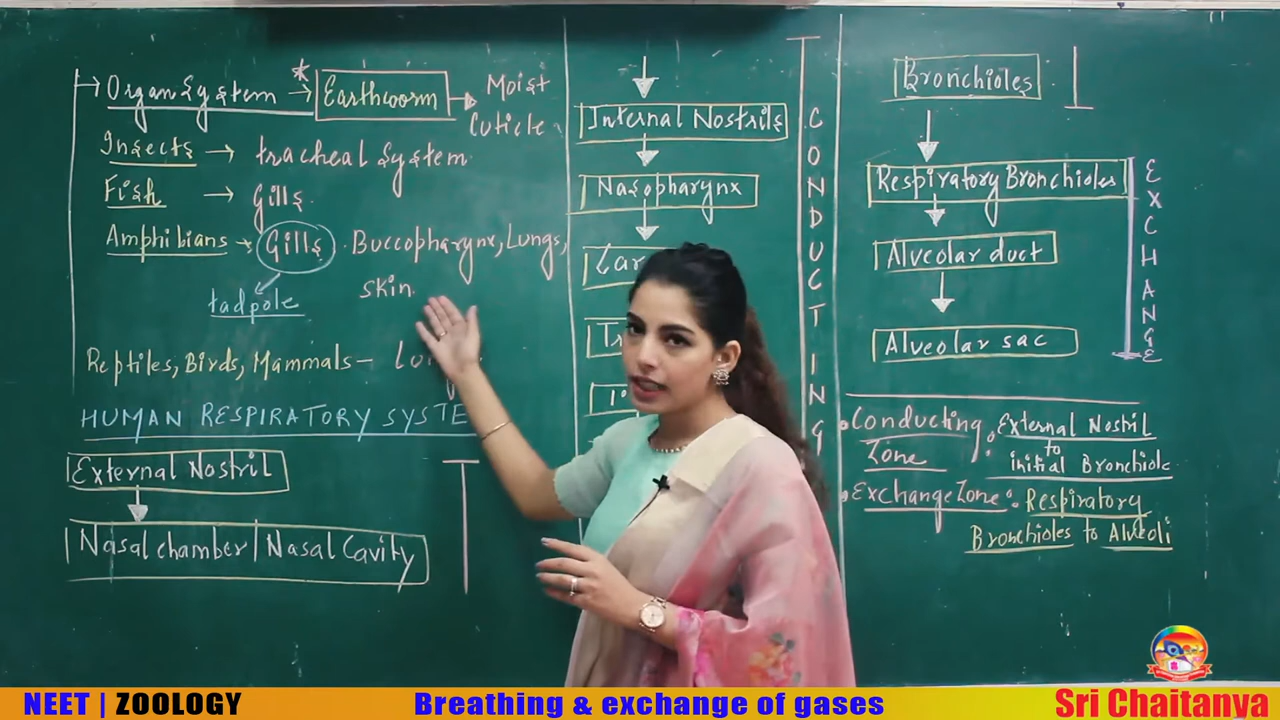 Organ System → Earthworm → Moist
Cuticle
Insects → tracheal System
Fish → Gills
Amphibians → Gills. Buccopharynx, Lungs,
skin.
tadpole
Reptiles, Birds, Mammals –
HUMAN RESPIRATORY SYSTE
External Nostril
Nasal chamber | Nasal Cavity
Internal Nostrils
Nasopharynx
Lar
CONDUCTING
Bronchioles
Respiratory Bronchioles
Alveolar duct
Alveolar sac
EXCHANGE
Conducting Zone : External Nostril
to
initial Bronchiole
Exchange Zone : Respiratory
Bronchioles to Alveoli
NEET | ZOOLOGY
Breathing & exchange of gases
Sri Chaitanya